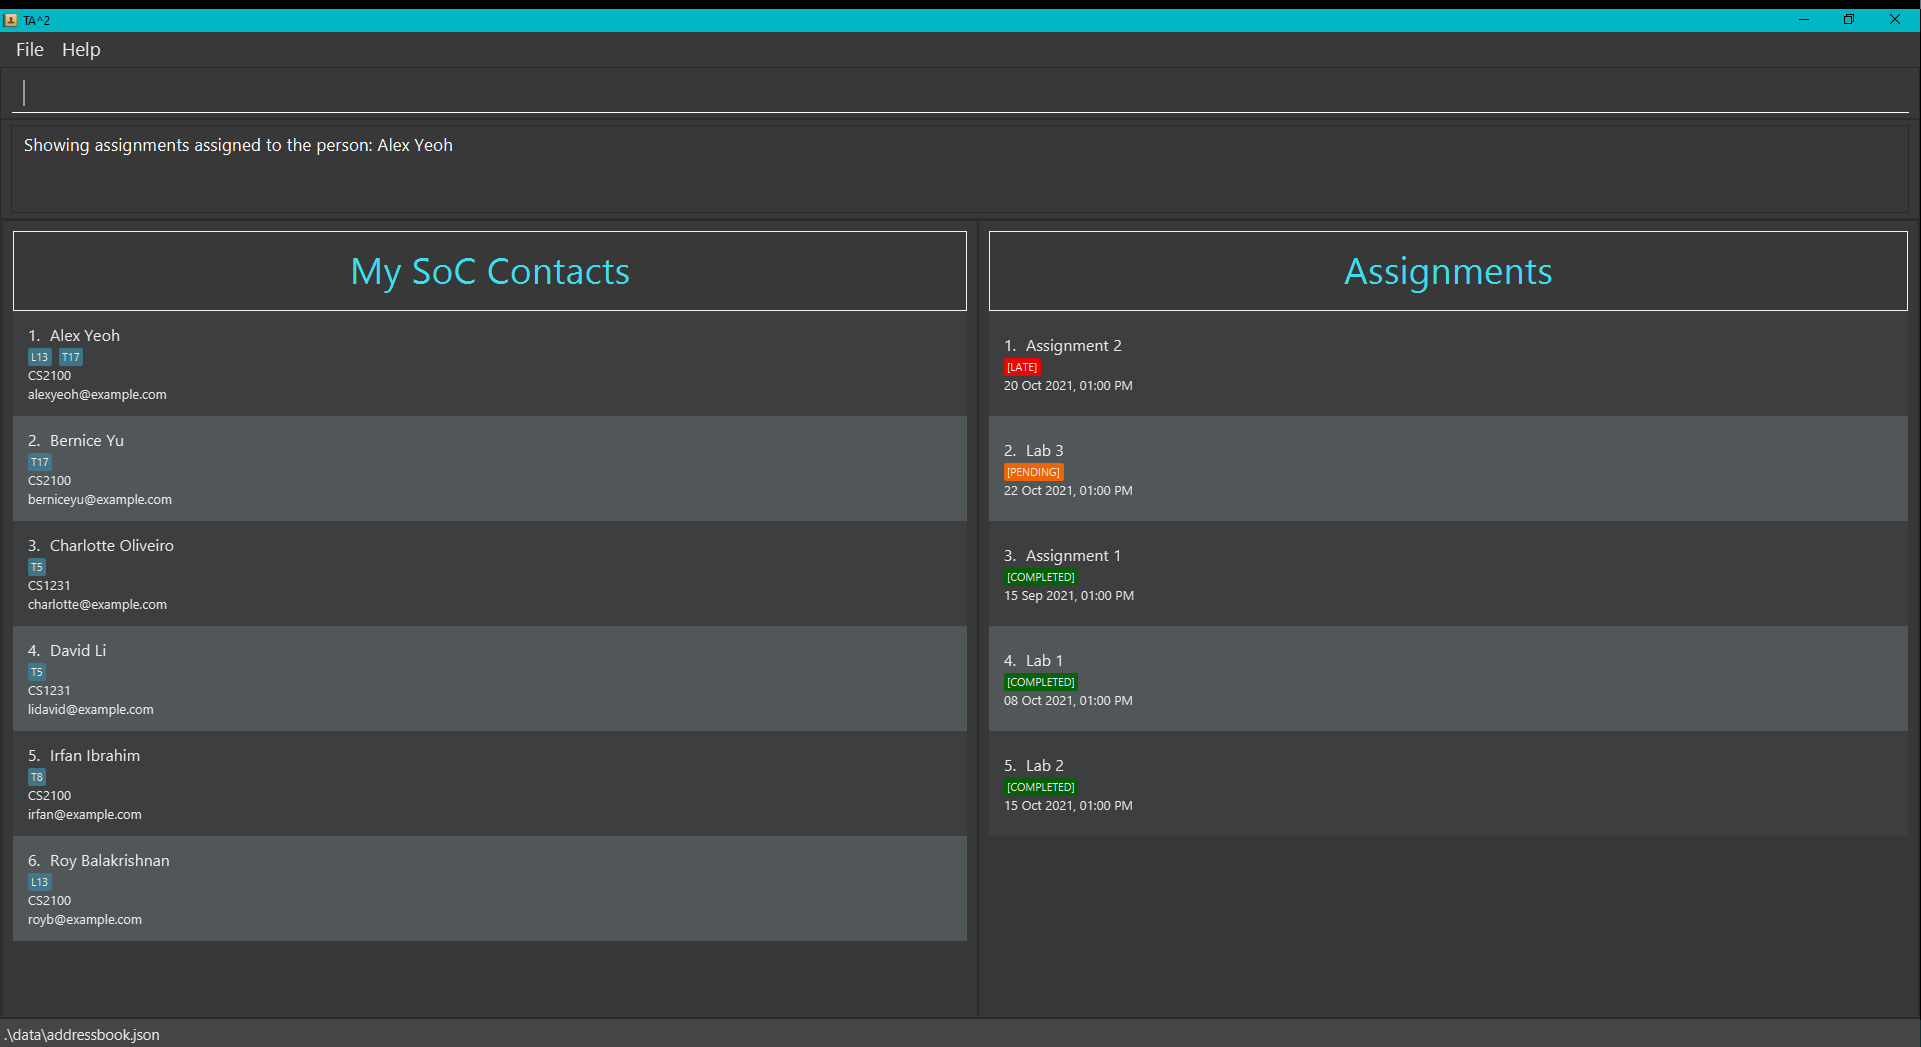 TA^2
File Help
Showing assignments assigned to the person: Alex Yeoh
My SoC Contacts
1. Alex Yeoh
L13 T17
CS2100
alexyeoh@example.com
2. Bernice Yu
T17
CS2100
berniceyu@example.com
3. Charlotte Oliveiro
T5
CS1231
charlotte@example.com
4. David Li
T5
CS1231
lidavid@example.com
5. Irfan Ibrahim
T8
CS2100
irfan@example.com
6. Roy Balakrishnan
L13
CS2100
royb@example.com
Assignments
1. Assignment 2
[LATE]
20 Oct 2021, 01:00 PM
2. Lab 3
[PENDING]
22 Oct 2021, 01:00 PM
3. Assignment 1
[COMPLETED]
15 Sep 2021, 01:00 PM
4. Lab 1
[COMPLETED]
08 Oct 2021, 01:00 PM
5. Lab 2
[COMPLETED]
15 Oct 2021, 01:00 PM
.\data\addressbook.json